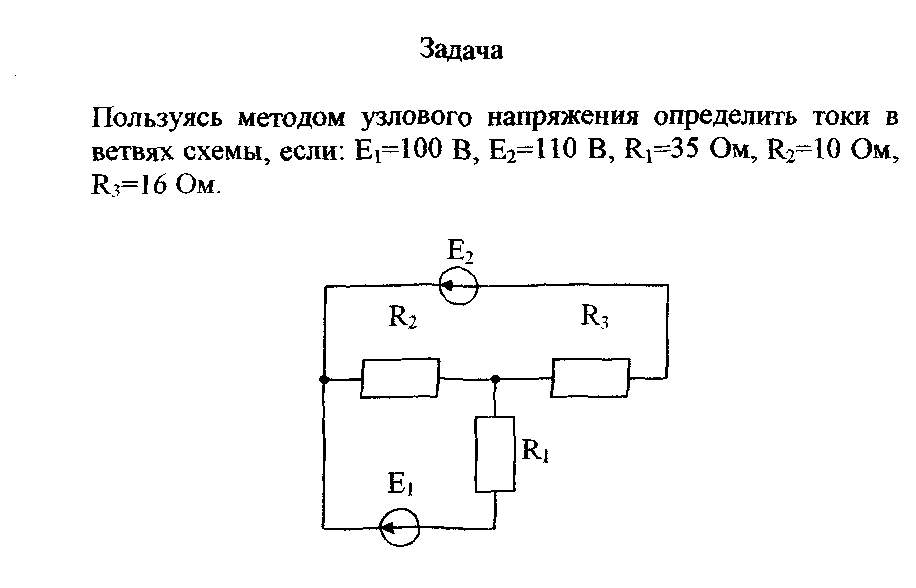 Задача
Пользуясь методом узлового напряжения определить токи в
ветвях схемы, если: E₁=100 В, E₂=110 В, R₁=35 Ом, R₂=10 Ом,
R₃=16 Ом.
E₂
R₂ R₃
R₁
E₁